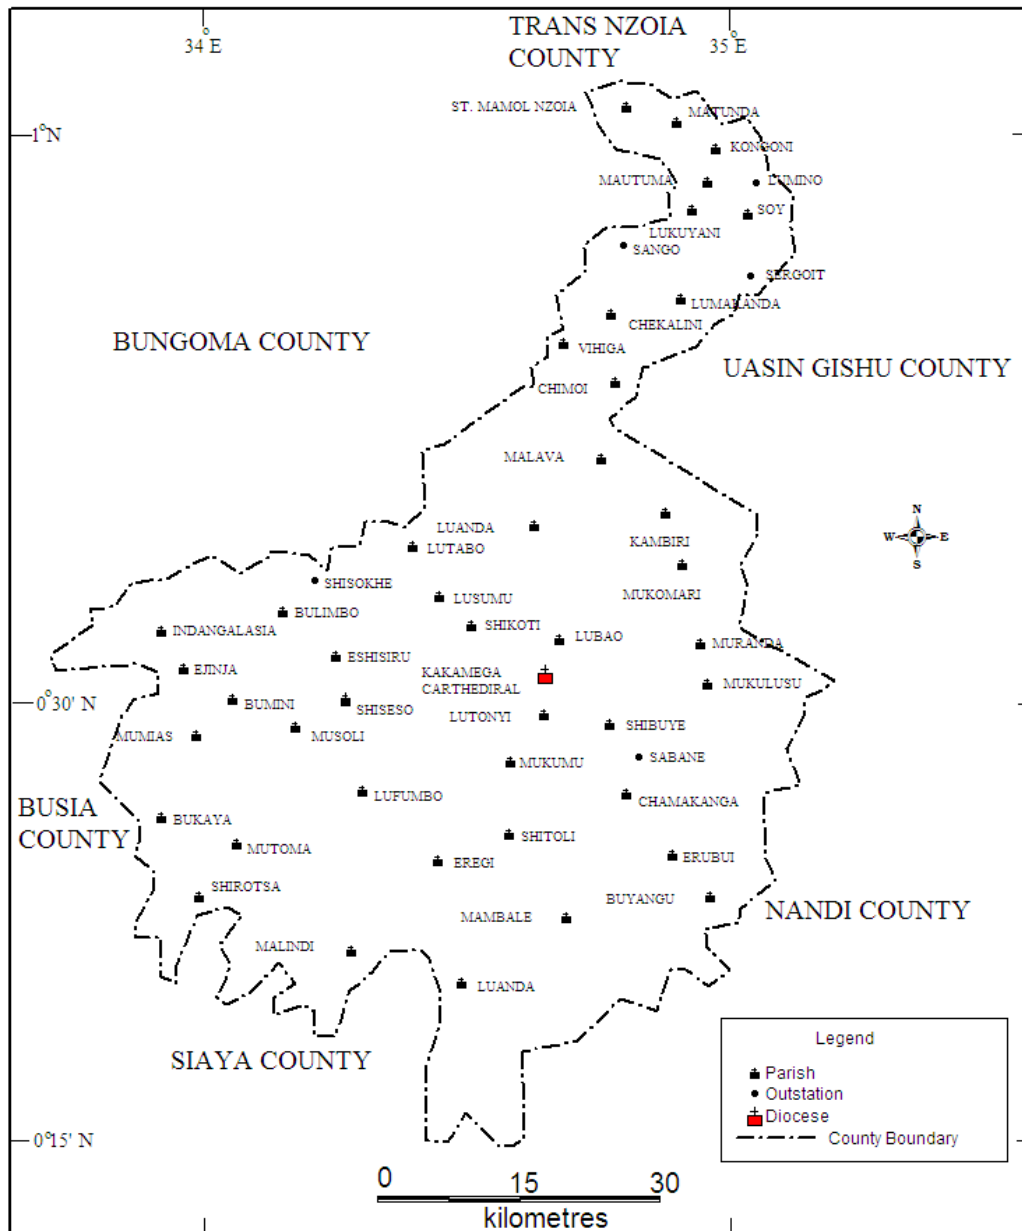 TRANS NZOIA
COUNTY
34°E
35°E
ST. MAMOL NZOIA
MATUNDA
1°N
KONGONI
MAUTUMA
LUMINO
SOY
LUKUYANI
SANGO
SERGOIT
LUMAKANDA
CHEKALINI
BUNGOMA COUNTY
VIHIGA
UASIN GISHU COUNTY
CHIMOI
MALAVA
LUANDA
KAMBIRI
LUTABO
N
W
E
S
SHISOKHE
MUKOMARI
LUSUMU
BULIMBO
SHIKOTI
INDANGALASIA
LUBAO
MURANDA
ESHISIRU
EJINJA
KAKAMEGA
CARTHEDIRAL
MUKULUSU
0°30' N
BUMINI
SHISESO
LUTONYI
SHIBUYE
MUMIAS
MUSOLI
SABANE
MUKUMU
LUFUMBO
CHAMAKANGA
BUSIA
COUNTY
BUKAYA
SHITOLI
MUTOMA
EREGI
ERUBUI
SHIROTSA
BUYANGU
NANDI COUNTY
MAMBALE
MALINDI
LUANDA
SIAYA COUNTY
Legend
Parish
Outstation
Diocese
County Boundary
0°15' N
0
15
30
kilometres